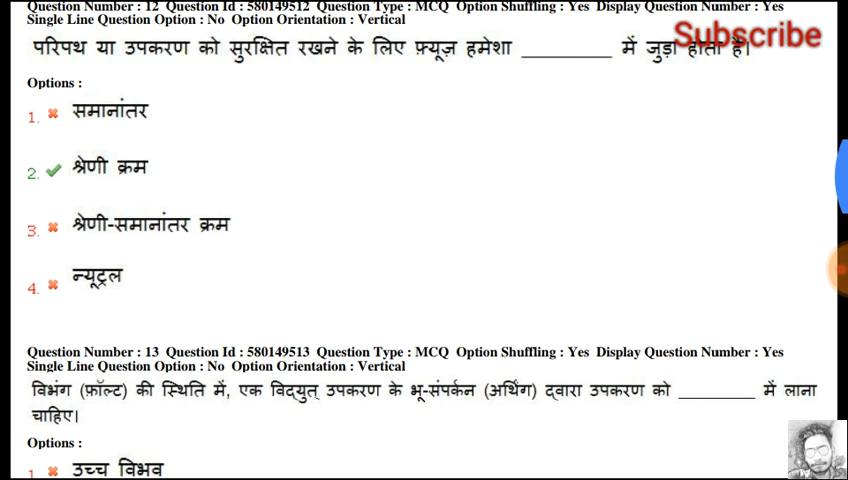 Question Number : 12 Question Id : 580149512 Question Type : MCQ Option Shuffling : Yes Display Question Number : Yes
Single Line Question Option : No Option Orientation : Vertical
Subscribe
परिपथ या उपकरण को सुरक्षित रखने के लिए फ़्यूज़ हमेशा __________ में जुड़ा होता है।
Options :
1. समानांतर
2. श्रेणी क्रम
3. श्रेणी-समानांतर क्रम
4. न्यूट्रल
Question Number : 13 Question Id : 580149513 Question Type : MCQ Option Shuffling : Yes Display Question Number : Yes
Single Line Question Option : No Option Orientation : Vertical
विभंग (फ़ॉल्ट) की स्थिति में, एक विद्युत् उपकरण के भू-संपर्कन (अर्थिंग) द्वारा उपकरण को __________ में लाना
चाहिए।
Options :
1. उच्च विभव